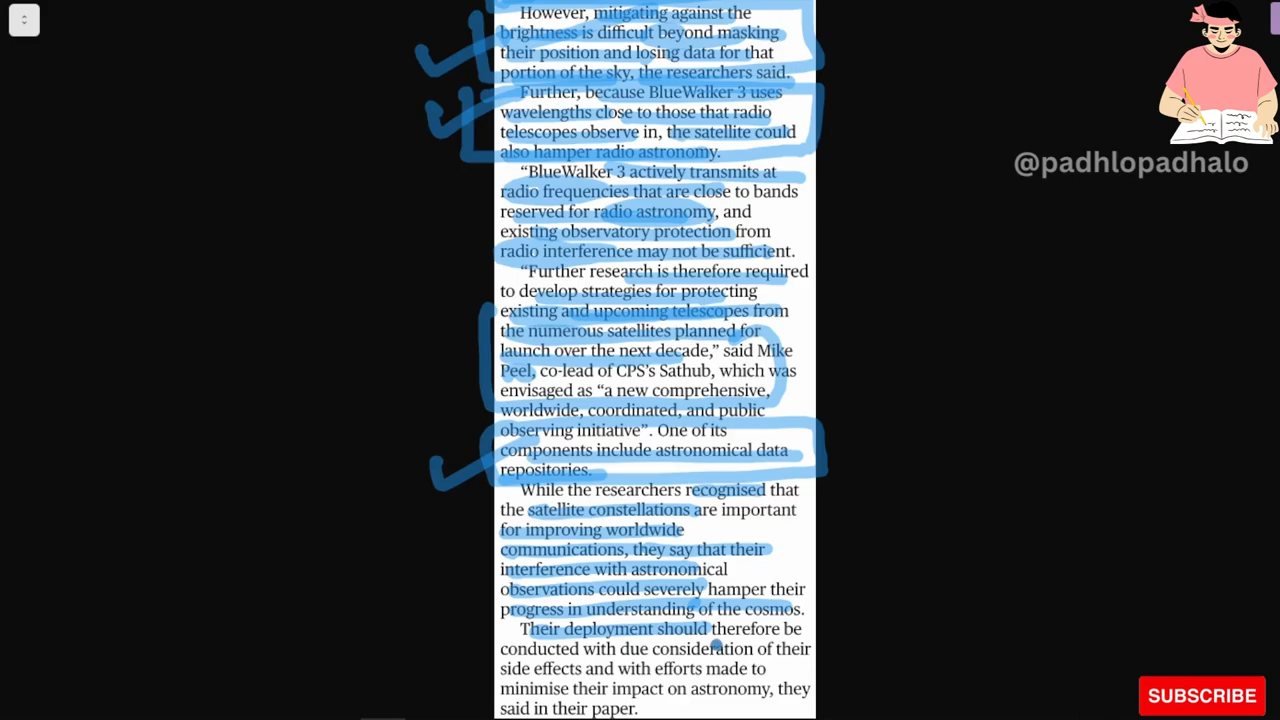 However, mitigating against the
brightness is difficult beyond masking
their position and losing data for that
portion of the sky, the researchers said.
Further, because BlueWalker 3 uses
wavelengths close to those that radio
telescopes observe in, the satellite could
also hamper radio astronomy.
“BlueWalker 3 actively transmits at
radio frequencies that are close to bands
reserved for radio astronomy, and
existing observatory protection from
radio interference may not be sufficient.
“Further research is therefore required
to develop strategies for protecting
existing and upcoming telescopes from
the numerous satellites planned for
launch over the next decade,” said Mike
Peel, co-lead of CPS’s Sathub, which was
envisaged as “a new comprehensive,
worldwide, coordinated, and public
observing initiative”. One of its
components include astronomical data
repositories.
While the researchers recognised that
the satellite constellations are important
for improving worldwide
communications, they say that their
interference with astronomical
observations could severely hamper their
progress in understanding of the cosmos.
Their deployment should therefore be
conducted with due consideration of their
side effects and with efforts made to
minimise their impact on astronomy, they
said in their paper.
@padhlopadhalo
SUBSCRIBE